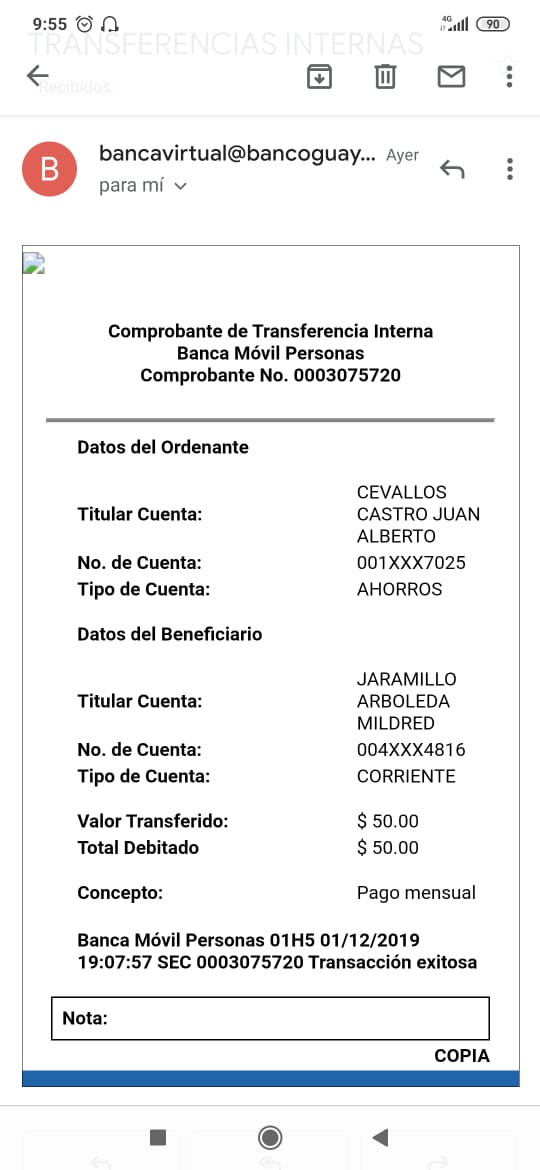 9:55
4G
90
TRANSFERENCIAS INTERNAS
Recibidos
B
bancavirtual@bancoguay... Ayer
para mí
Comprobante de Transferencia Interna
Banca Móvil Personas
Comprobante No. 0003075720
Datos del Ordenante
Titular Cuenta: CEVALLOS CASTRO JUAN ALBERTO
No. de Cuenta: 001XXX7025
Tipo de Cuenta: AHORROS
Datos del Beneficiario
Titular Cuenta: JARAMILLO ARBOLEDA MILDRED
No. de Cuenta: 004XXX4816
Tipo de Cuenta: CORRIENTE
Valor Transferido: $ 50.00
Total Debitado $ 50.00
Concepto: Pago mensual
Banca Móvil Personas 01H5 01/12/2019
19:07:57 SEC 0003075720 Transacción exitosa
Nota:
COPIA